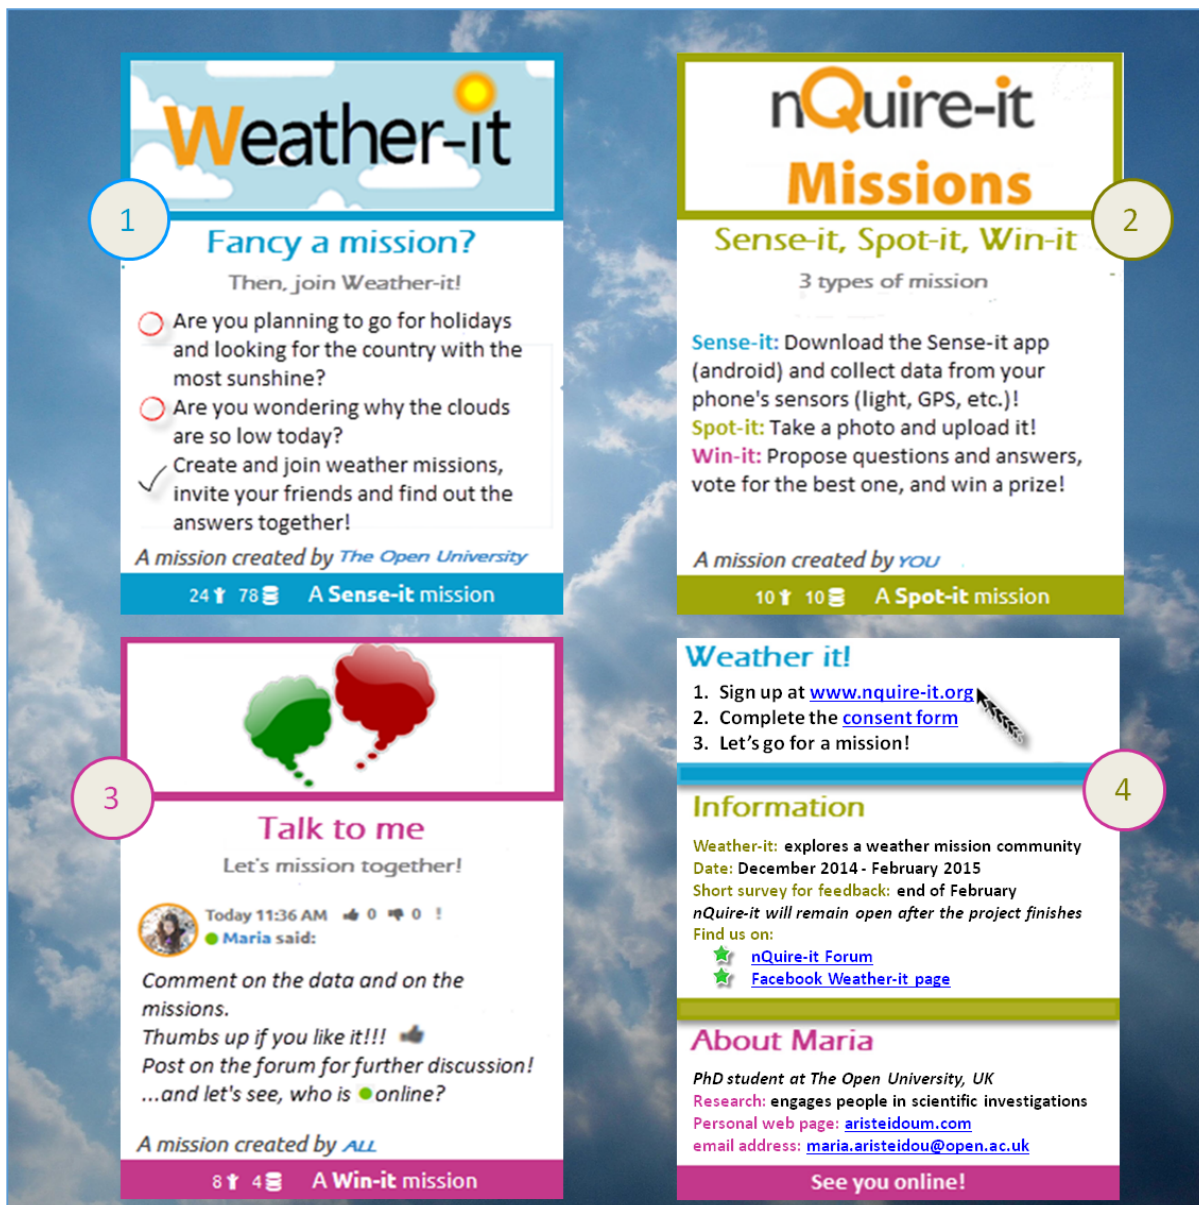 Weather-it
1
Fancy a mission?
Then, join Weather-it!
Are you planning to go for holidays
and looking for the country with the
most sunshine?
Are you wondering why the clouds
are so low today?
Create and join weather missions,
invite your friends and find out the
answers together!
A mission created by The Open University
24 78 A Sense-it mission
nQuire-it
Missions
2
Sense-it, Spot-it, Win-it
3 types of mission
Sense-it: Download the Sense-it app
(android) and collect data from your
phone's sensors (light, GPS, etc.)!
Spot-it: Take a photo and upload it!
Win-it: Propose questions and answers,
vote for the best one, and win a prize!
A mission created by YOU
10 10 A Spot-it mission
3
Talk to me
Let's mission together!
Today 11:36 AM 0 0 !
Maria said:
Comment on the data and on the
missions.
Thumbs up if you like it!!!
Post on the forum for further discussion!
...and let's see, who is online?
A mission created by ALL
8 4 A Win-it mission
Weather it!
1. Sign up at www.nquire-it.org
2. Complete the consent form
3. Let's go for a mission!
4
Information
Weather-it: explores a weather mission community
Date: December 2014 - February 2015
Short survey for feedback: end of February
nQuire-it will remain open after the project finishes
Find us on:
nQuire-it Forum
Facebook Weather-it page
About Maria
PhD student at The Open University, UK
Research: engages people in scientific investigations
Personal web page: aristeidoum.com
email address: maria.aristeidou@open.ac.uk
See you online!